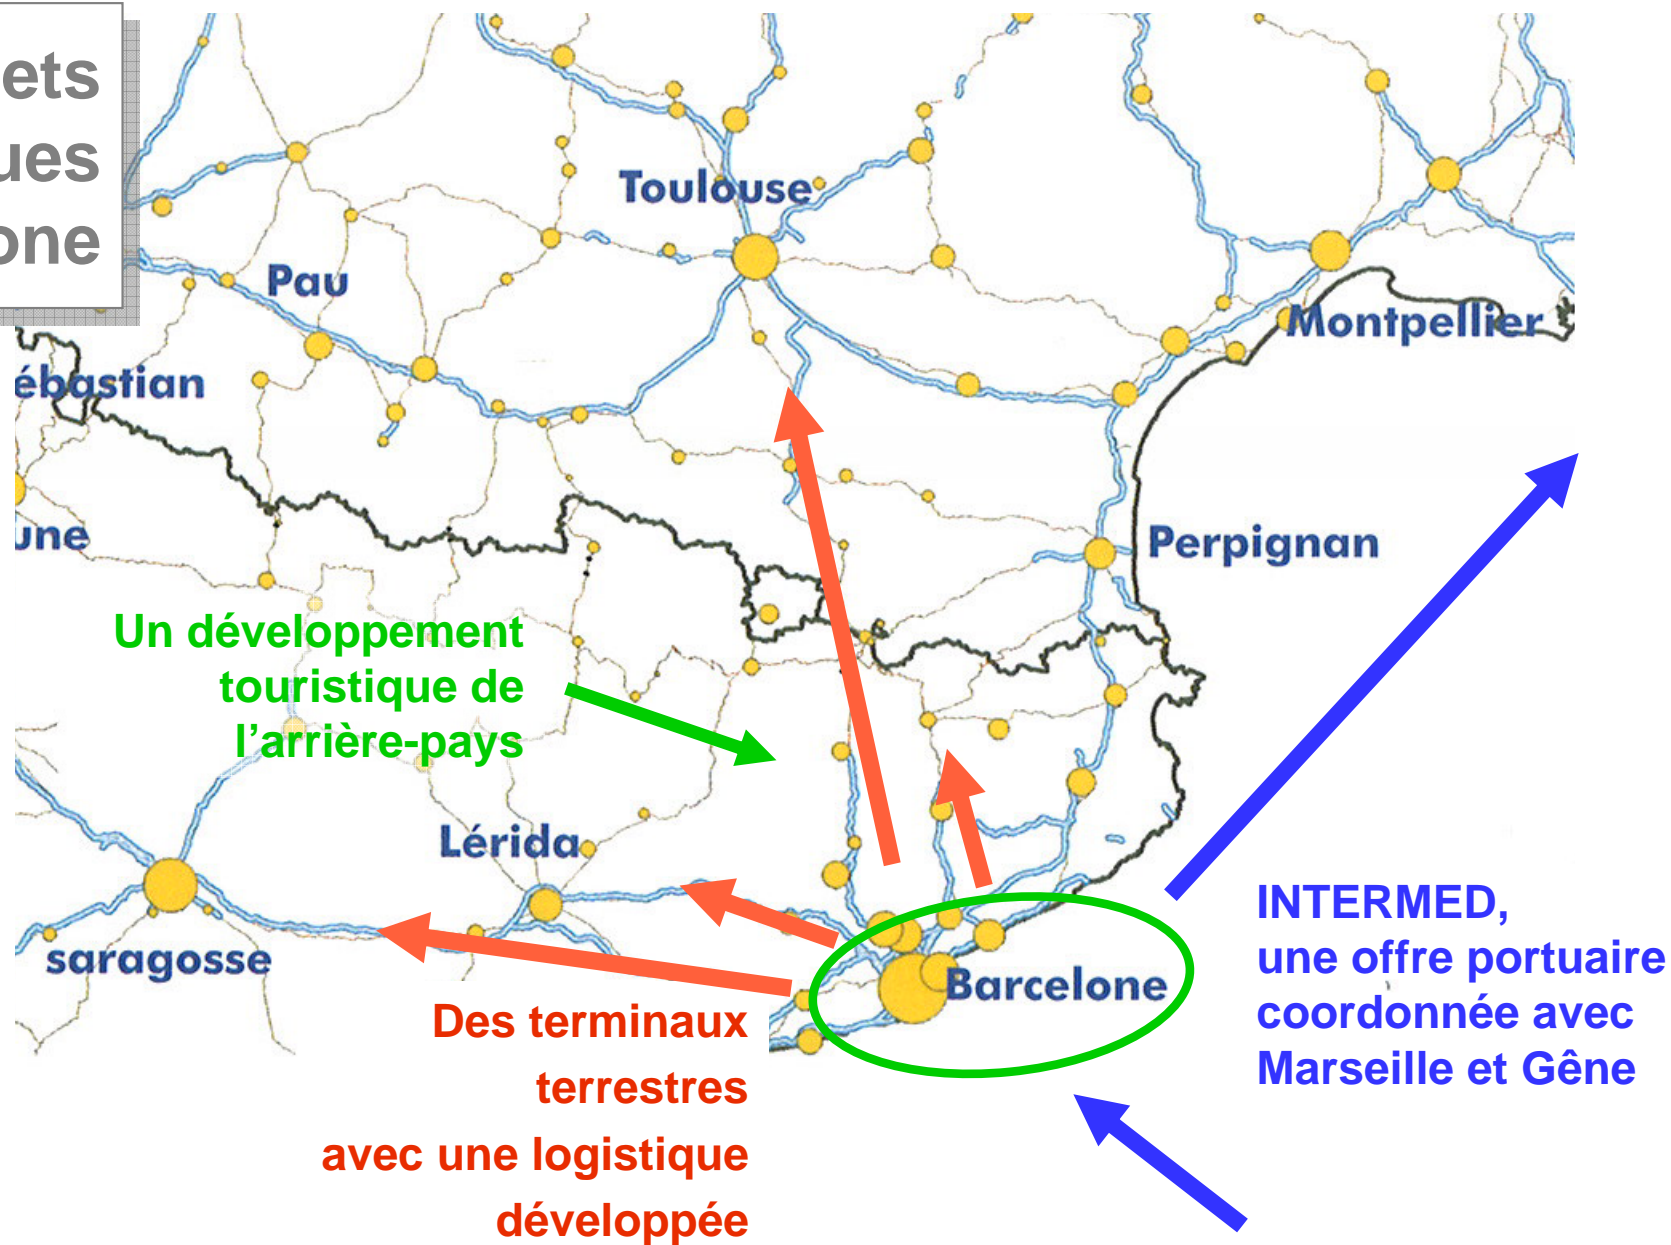 ets
ues
one
Toulouse
Pau
Montpellier
ébastian
une
Perpignan
Un développement
touristique de
l’arrière-pays
Lérida
saragosse
Barcelone
INTERMED,
une offre portuaire
coordonnée avec
Marseille et Gêne
Des terminaux
terrestres
avec une logistique
développée